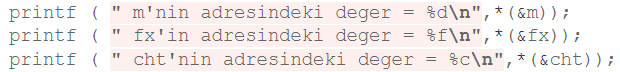 printf ( " m'nin adresindeki deger = %d\n",*(&m));
printf ( " fx'in adresindeki deger = %f\n",*(&fx));
printf ( " cht'nin adresindeki deger = %c\n",*(&cht));